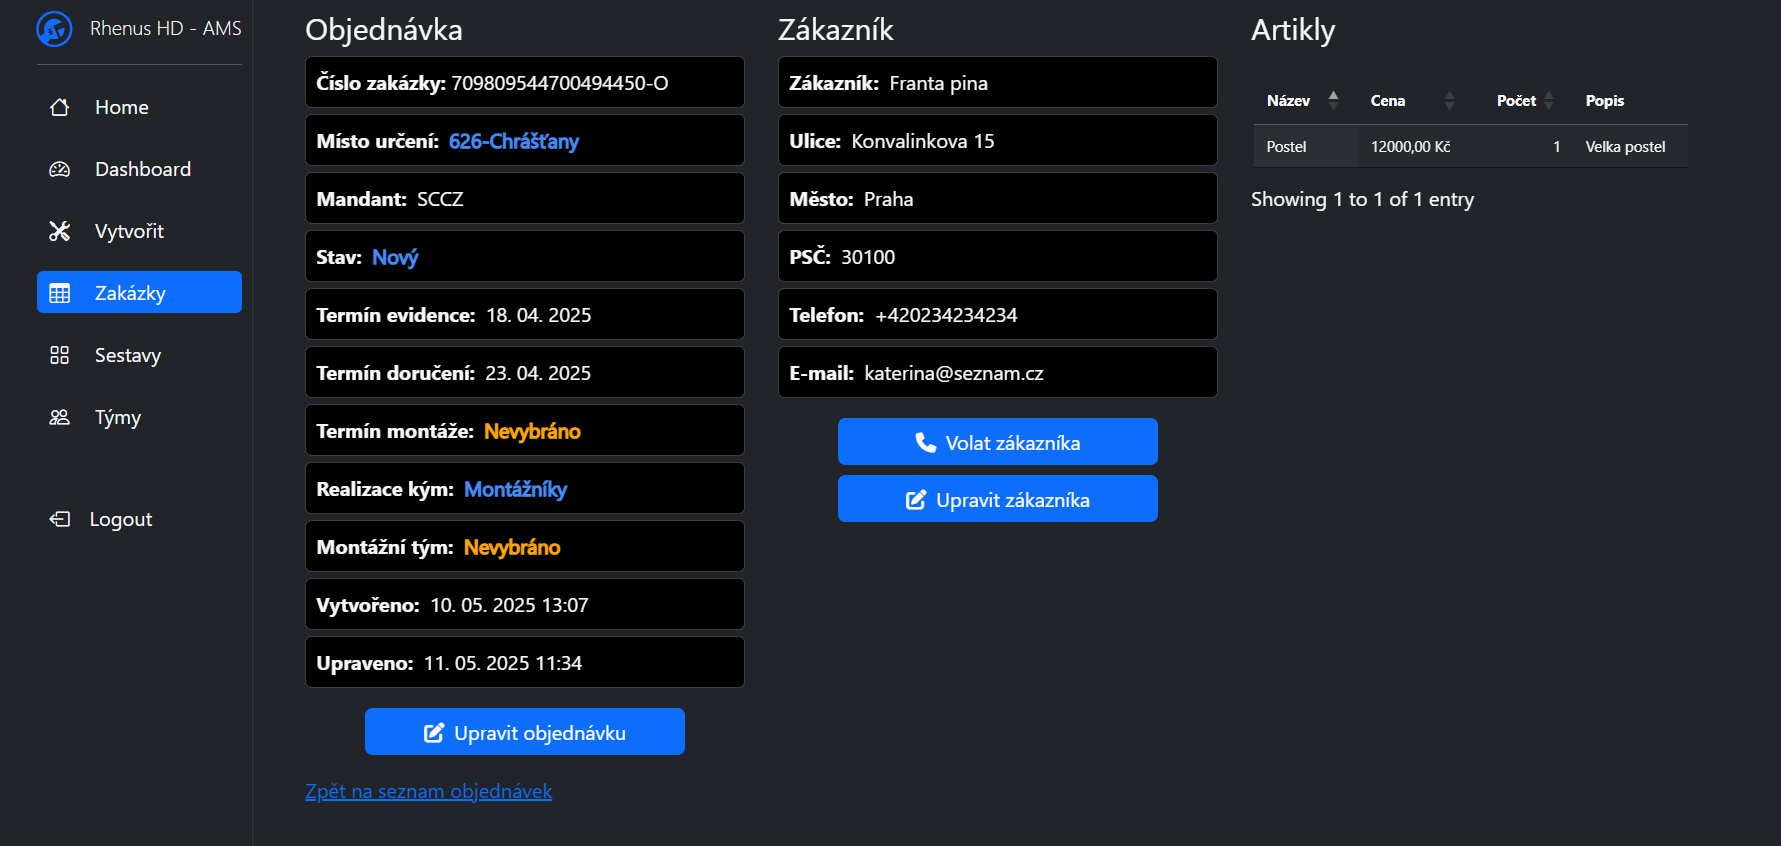 Rhenus HD - AMS
Home
Dashboard
Vytvořit
Zakázky
Sestavy
Týmy
Logout
Objednávka
Číslo zakázky: 709809544700494450-O
Místo určení: 626-Chrášťany
Mandant: SCCZ
Stav: Nový
Termín evidence: 18. 04. 2025
Termín doručení: 23. 04. 2025
Termín montáže: Nevybráno
Realizace kým: Montážníky
Montážní tým: Nevybráno
Vytvořeno: 10. 05. 2025 13:07
Upraveno: 11. 05. 2025 11:34
Upravit objednávku
Zpět na seznam objednávek
Zákazník
Zákazník: Franta pina
Ulice: Konvalinkova 15
Město: Praha
PSČ: 30100
Telefon: +420234234234
E-mail: katerina@seznam.cz
Volat zákazníka
Upravit zákazníka
Artikly
Název Cena Počet Popis
Postel 12000,00 Kč 1 Velka postel
Showing 1 to 1 of 1 entry